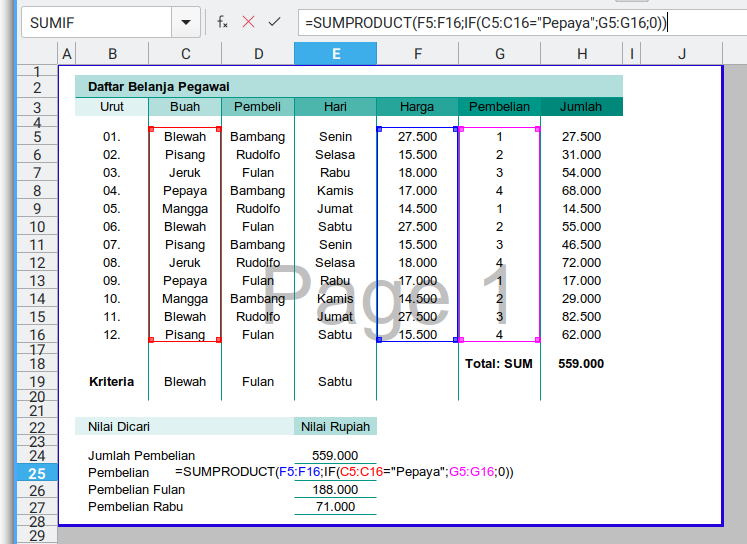 SUMIF fx =SUMPRODUCT(F5:F16;IF(C5:C16="Pepaya";G5:G16;0))
A B C D E F G H I J
1
2 Daftar Belanja Pegawai
3 Urut Buah Pembeli Hari Harga Pembelian Jumlah
4
5 01. Blewah Bambang Senin 27.500 1 27.500
6 02. Pisang Rudolfo Selasa 15.500 2 31.000
7 03. Jeruk Fulan Rabu 18.000 3 54.000
8 04. Pepaya Bambang Kamis 17.000 4 68.000
9 05. Mangga Rudolfo Jumat 14.500 1 14.500
10 06. Blewah Fulan Sabtu 27.500 2 55.000
11 07. Pisang Bambang Senin 15.500 3 46.500
12 08. Jeruk Rudolfo Selasa 18.000 4 72.000
13 09. Pepaya Fulan Rabu 17.000 1 17.000
14 10. Mangga Bambang Kamis 14.500 2 29.000
15 11. Blewah Rudolfo Jumat 27.500 3 82.500
16 12. Pisang Fulan Sabtu 15.500 4 62.000
Page 1
17
18 Total: SUM 559.000
19 Kriteria Blewah Fulan Sabtu
20
21
22 Nilai Dicari Nilai Rupiah
23
24 Jumlah Pembelian 559.000
25 Pembelian =SUMPRODUCT(F5:F16;IF(C5:C16="Pepaya";G5:G16;0))
26 Pembelian Fulan 188.000
27 Pembelian Rabu 71.000
28
29